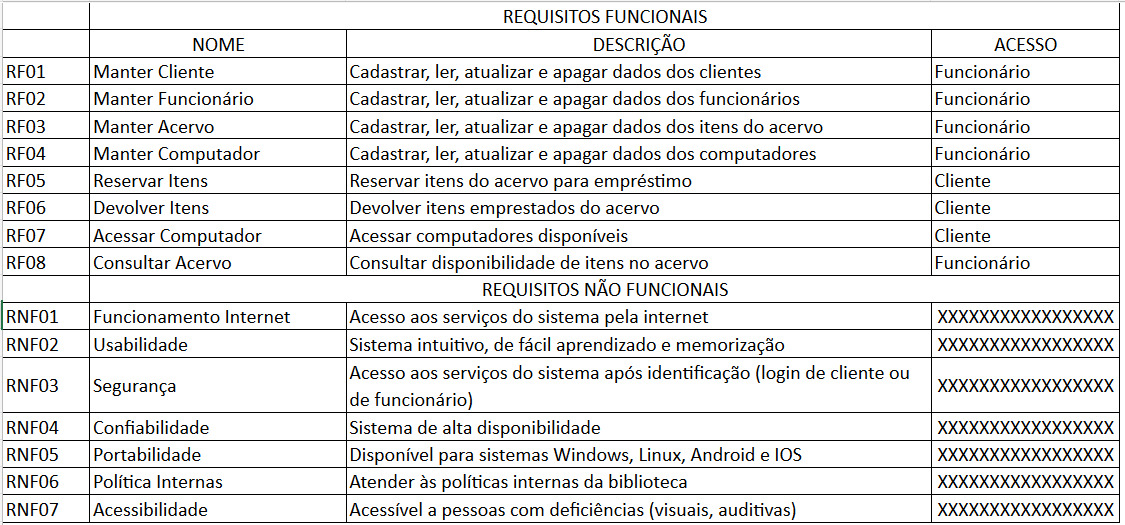 REQUISITOS FUNCIONAIS
NOME DESCRIÇÃO ACESSO
RF01 Manter Cliente Cadastrar, ler, atualizar e apagar dados dos clientes Funcionário
RF02 Manter Funcionário Cadastrar, ler, atualizar e apagar dados dos funcionários Funcionário
RF03 Manter Acervo Cadastrar, ler, atualizar e apagar dados dos itens do acervo Funcionário
RF04 Manter Computador Cadastrar, ler, atualizar e apagar dados dos computadores Funcionário
RF05 Reservar Itens Reservar itens do acervo para empréstimo Cliente
RF06 Devolver Itens Devolver itens emprestados do acervo Cliente
RF07 Acessar Computador Acessar computadores disponíveis Cliente
RF08 Consultar Acervo Consultar disponibilidade de itens no acervo Funcionário
REQUISITOS NÃO FUNCIONAIS
RNF01 Funcionamento Internet Acesso aos serviços do sistema pela internet XXXXXXXXXXXXXXXXX
RNF02 Usabilidade Sistema intuitivo, de fácil aprendizado e memorização XXXXXXXXXXXXXXXXX
RNF03 Segurança Acesso aos serviços do sistema após identificação (login de cliente ou
de funcionário) XXXXXXXXXXXXXXXXX
RNF04 Confiabilidade Sistema de alta disponibilidade XXXXXXXXXXXXXXXXX
RNF05 Portabilidade Disponível para sistemas Windows, Linux, Android e IOS XXXXXXXXXXXXXXXXX
RNF06 Política Internas Atender às políticas internas da biblioteca XXXXXXXXXXXXXXXXX
RNF07 Acessibilidade Acessível a pessoas com deficiências (visuais, auditivas) XXXXXXXXXXXXXXXXX